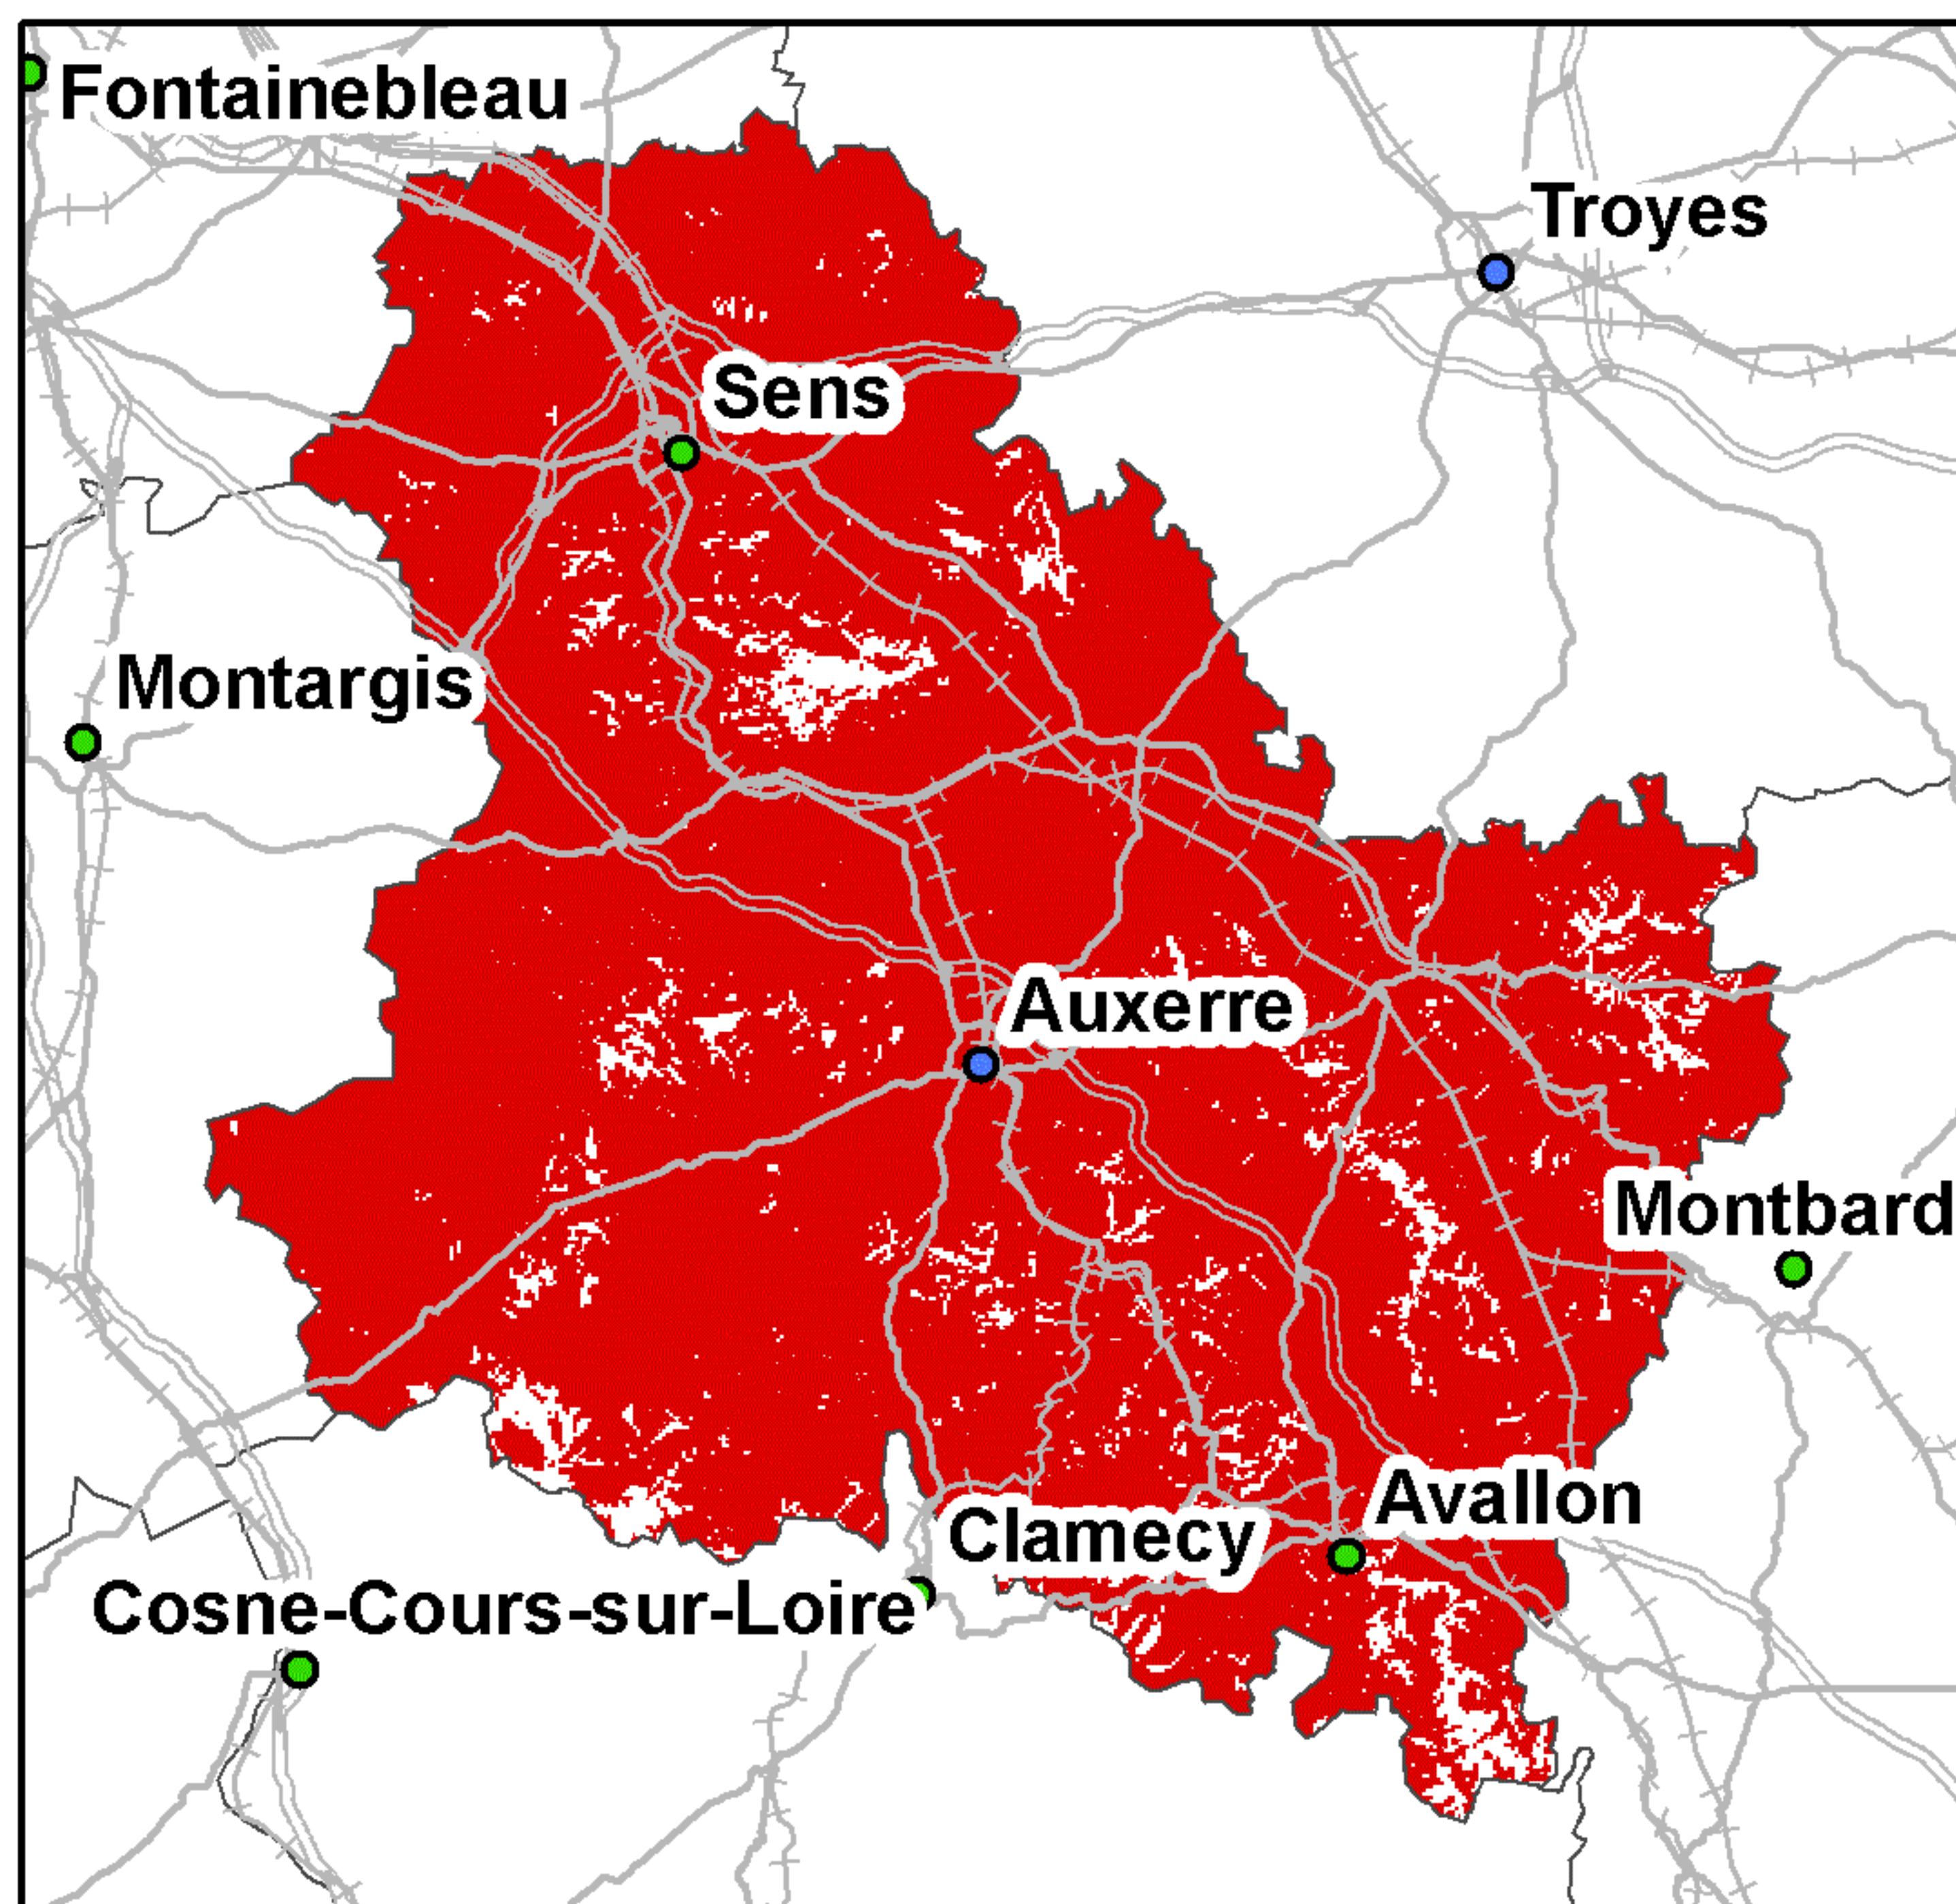 Fontainebleau
Troyes
Sens
Montargis
Auxerre
Montbard
Avallon
Clamecy
Cosne-Cours-sur-Loire